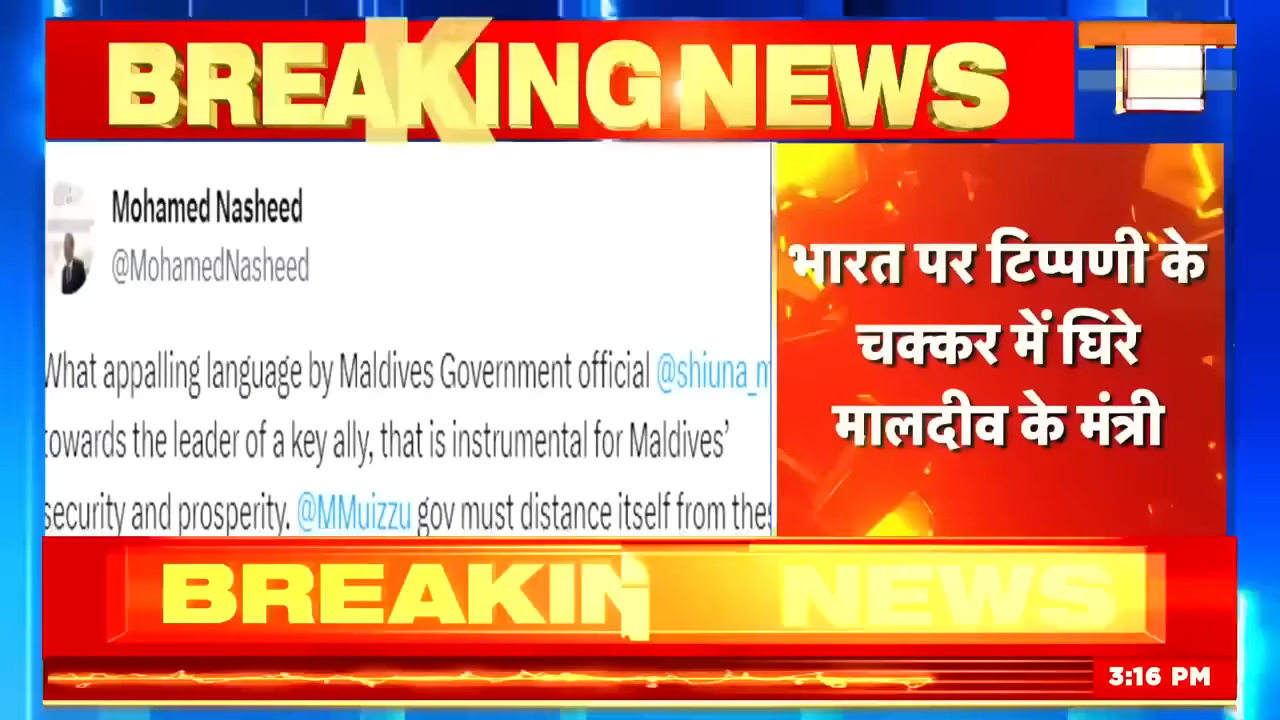 BREAKING NEWS
Mohamed Nasheed
@MohamedNasheed
What appalling language by Maldives Government official @shiuna_m
towards the leader of a key ally, that is instrumental for Maldives’
security and prosperity. @MMuizzu gov must distance itself from
भारत पर टिप्पणी के
चक्कर में घिरे
मालदीव के मंत्री
BREAKIN NEWS
3:16 PM